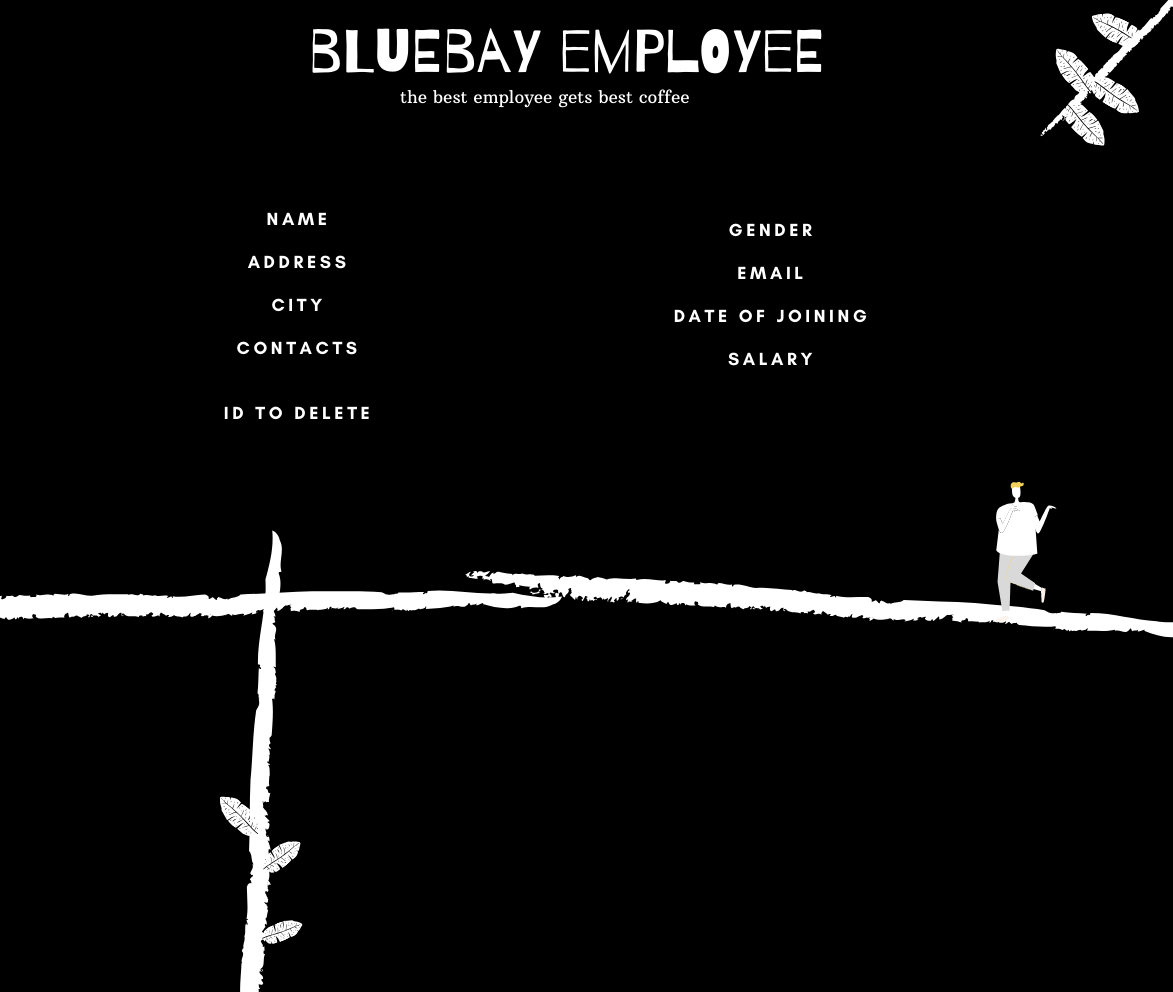 BLUEBAY EMPLOYEE
the best employee gets best coffee
NAME
ADDRESS
CITY
CONTACTS
ID TO DELETE
GENDER
EMAIL
DATE OF JOINING
SALARY